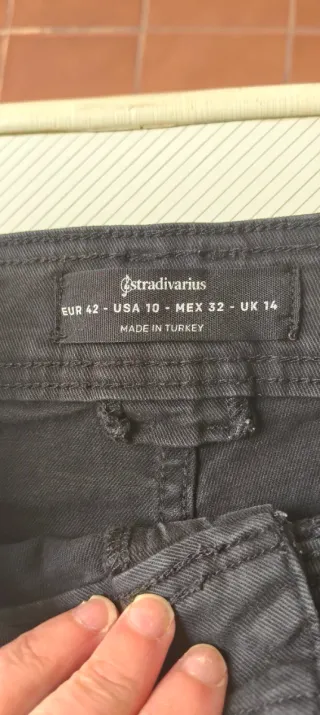 stradivarius
EUR 42 - USA 10 - MEX 32 - UK 14
MADE IN TURKEY